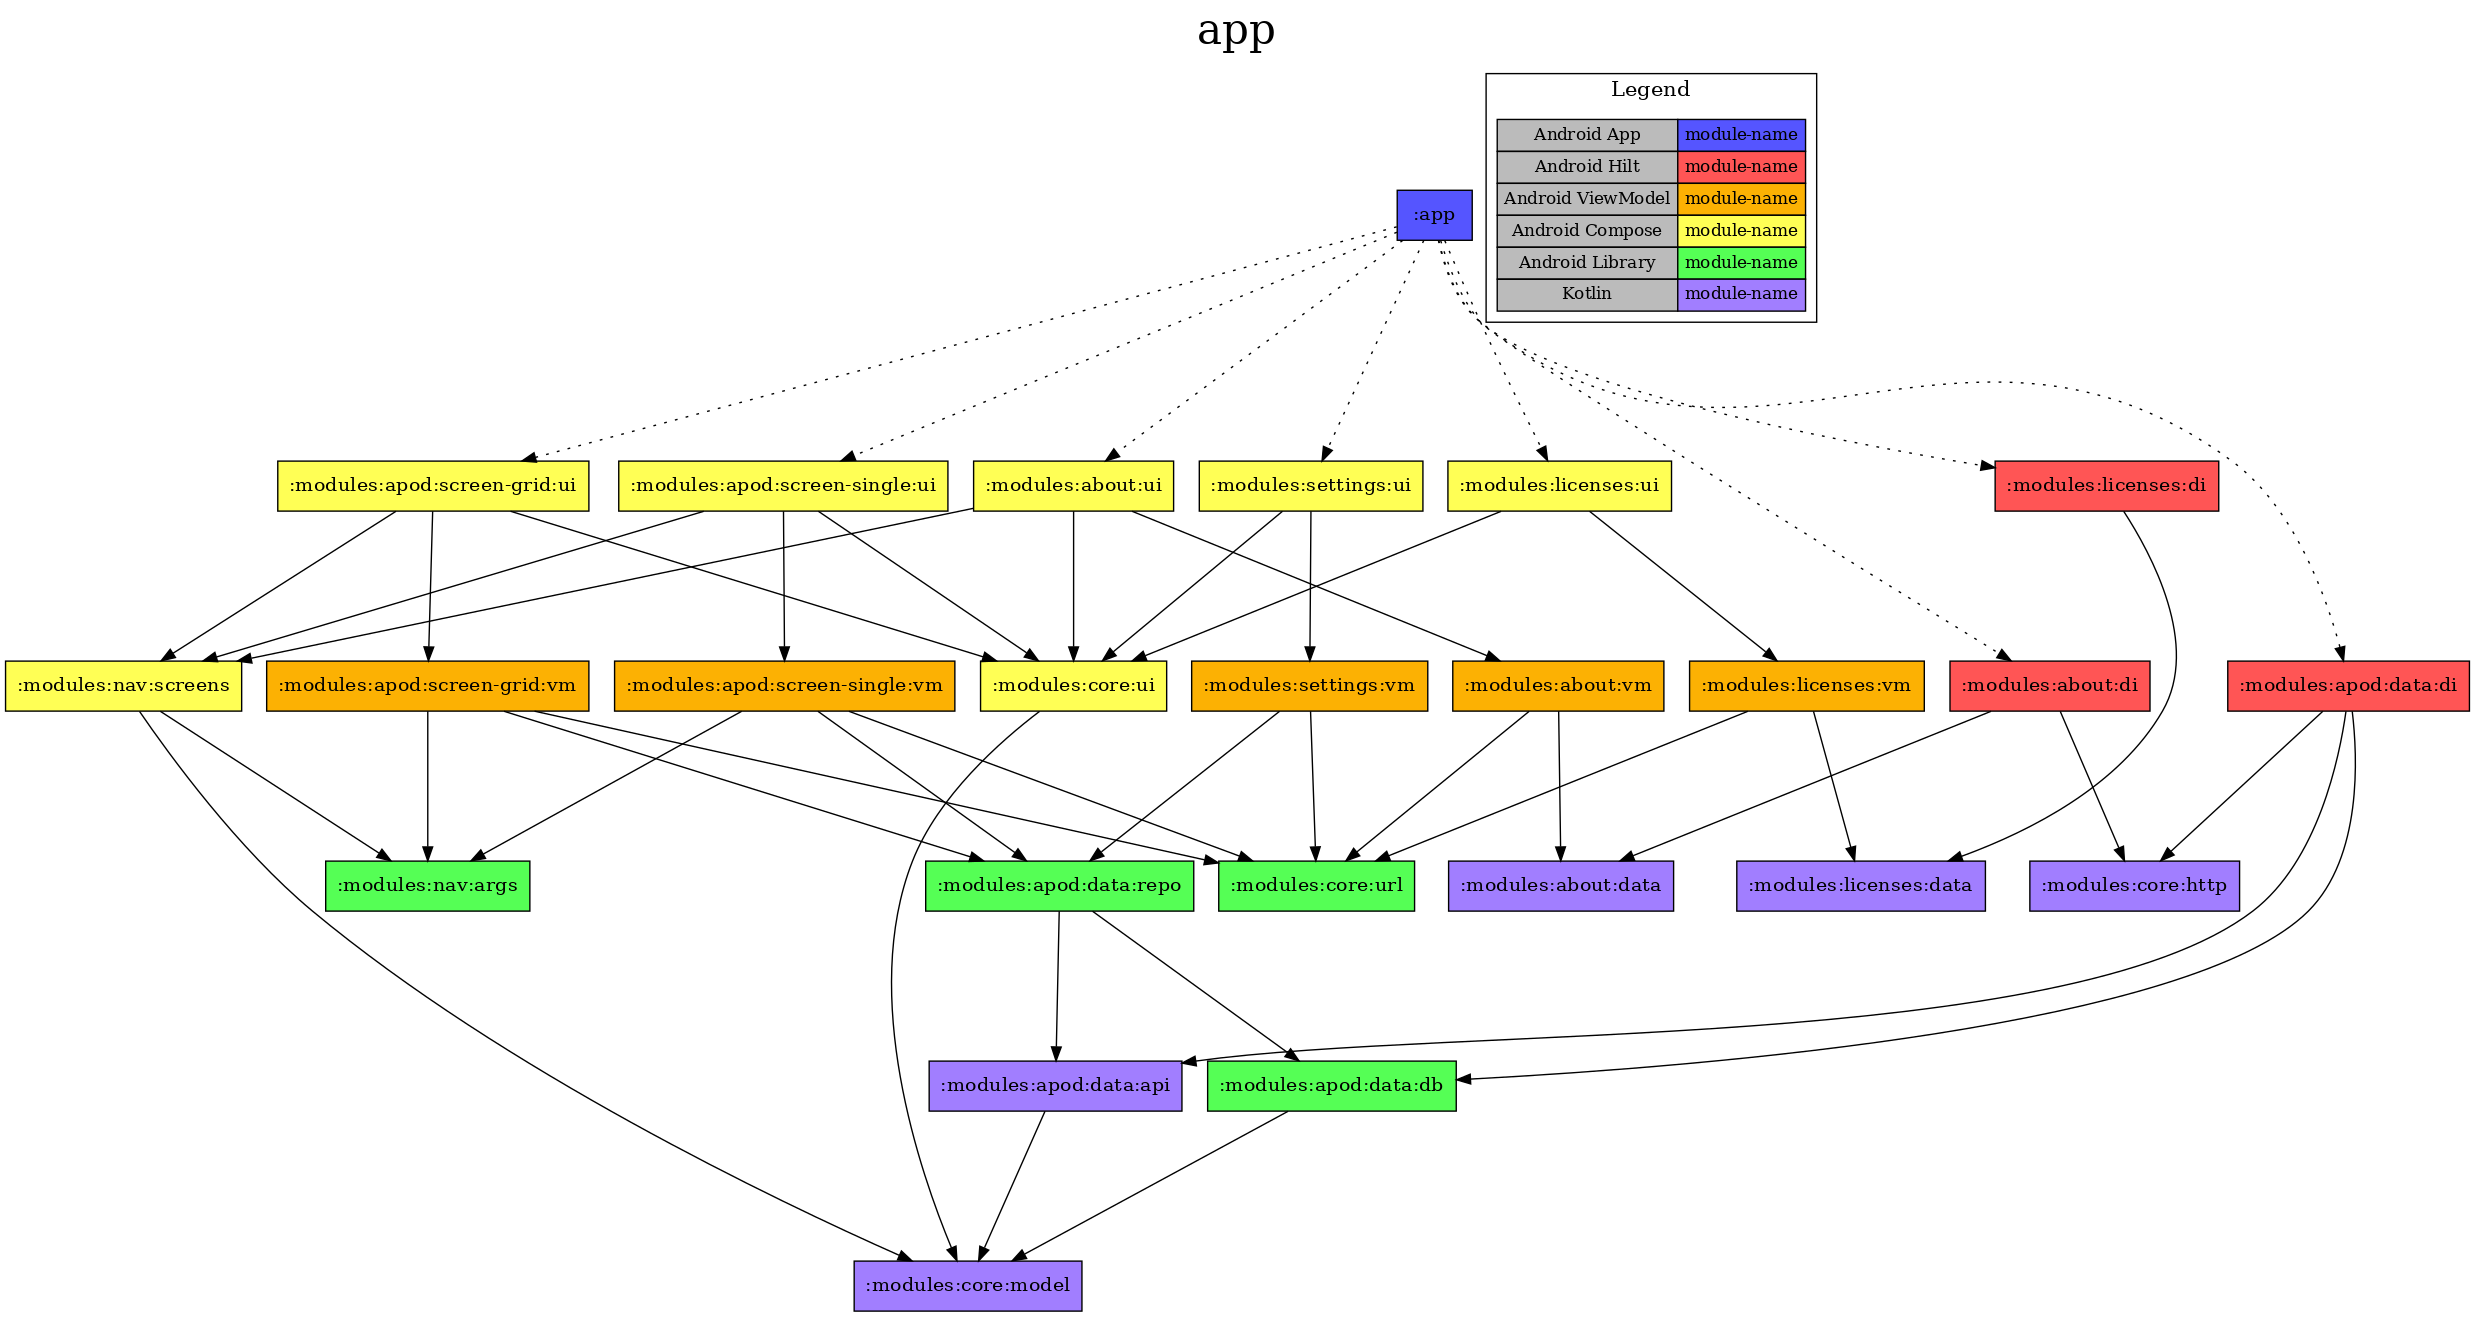 app
Legend
Android App module-name
Android Hilt module-name
Android ViewModel module-name
Android Compose module-name
Android Library module-name
Kotlin module-name
:app
:modules:apod:screen-grid:ui
:modules:apod:screen-single:ui
:modules:about:ui
:modules:settings:ui
:modules:licenses:ui
:modules:licenses:di
:modules:nav:screens
:modules:apod:screen-grid:vm
:modules:apod:screen-single:vm
:modules:core:ui
:modules:settings:vm
:modules:about:vm
:modules:licenses:vm
:modules:about:di
:modules:apod:data:di
:modules:nav:args
:modules:apod:data:repo
:modules:core:url
:modules:about:data
:modules:licenses:data
:modules:core:http
:modules:apod:data:api
:modules:apod:data:db
:modules:core:model